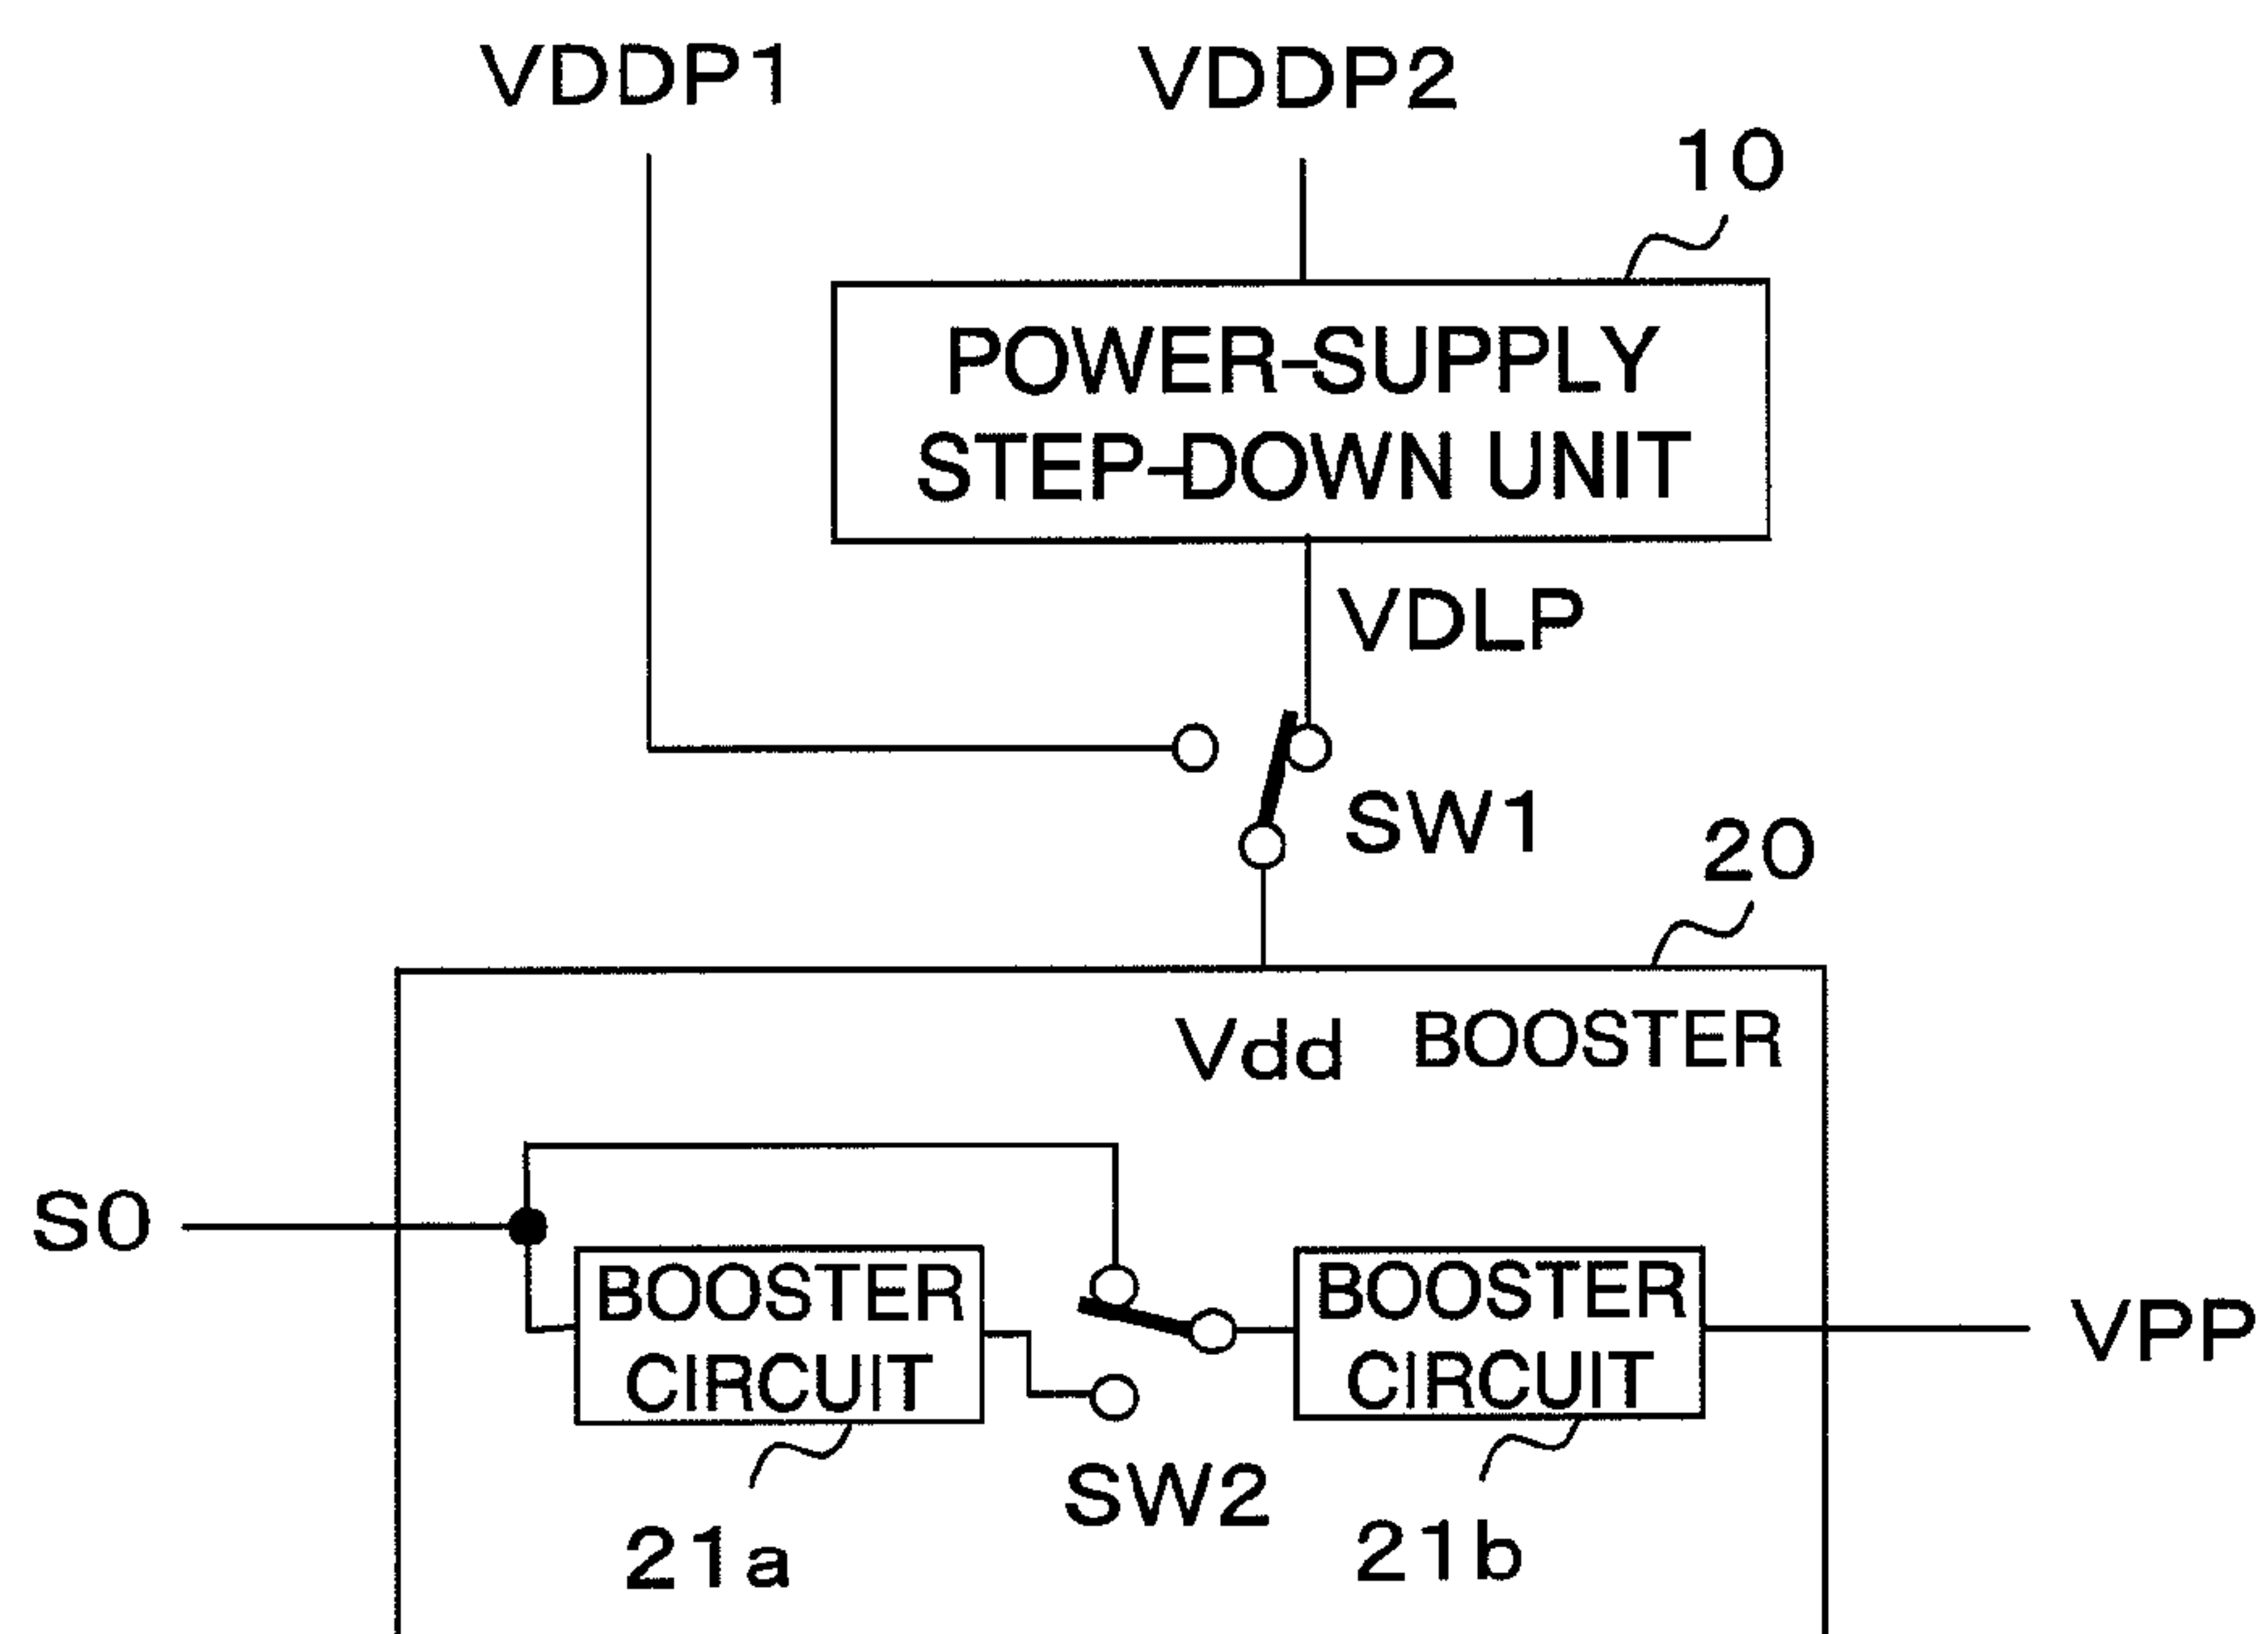 VDDP1
VDDP2
10
POWER-SUPPLY
STEP-DOWN UNIT
VDLP
SW1
20
Vdd
BOOSTER
S0
BOOSTER
CIRCUIT
BOOSTER
CIRCUIT
VPP
SW2
21a
21b